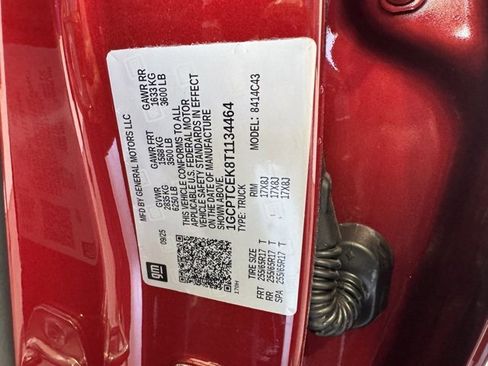 MFD BY GENERAL MOTORS LLC
09/25 GVWR GAWR FRT GAWR RR
2835 KG 1588 KG 1633 KG
6250 LB 3500 LB 3600 LB
THIS VEHICLE CONFORMS TO ALL
APPLICABLE U.S. FEDERAL MOTOR
VEHICLE SAFETY STANDARDS IN EFFECT
ON THE DATE OF MANUFACTURE
SHOWN ABOVE.
1GCPTCEK8T1134464
TYPE: TRUCK MODEL: 8414C43
TIRE SIZE RIM
FRT 255/65R17 T 17X8J
RR 255/65R17 T 17X8J
SPA 255/65R17 T 17X8J
gm